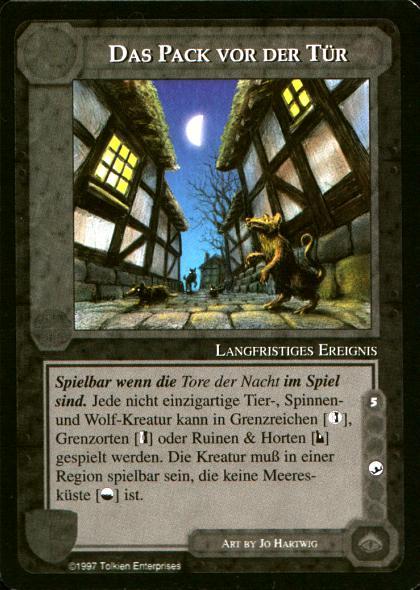 Das Pack vor der Tür
Langfristiges Ereignis
Spielbar wenn die Tore der Nacht im Spiel
sind. Jede nicht einzigartige Tier-, Spinnen-
und Wolf-Kreatur kann in Grenzreichen [],
Grenzorten [] oder Ruinen & Horten []
gespielt werden. Die Kreatur muß in einer
Region spielbar sein, die keine Meeres-
küste [] ist.
5
Art by Jo Hartwig
©1997 Tolkien Enterprises